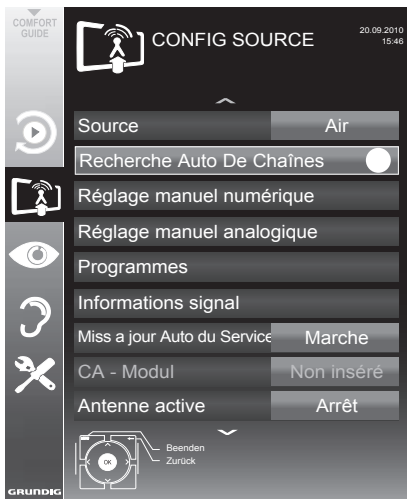 COMFORT
GUIDE
CONFIG SOURCE
20.09.2010
15:46
Source Air
Recherche Auto De Chaînes
Réglage manuel numérique
Réglage manuel analogique
Programmes
Informations signal
Miss a jour Auto du Service Marche
CA - Modul Non inséré
Antenne active Arrêt
Beenden
Zurück
OK
GRUNDIG